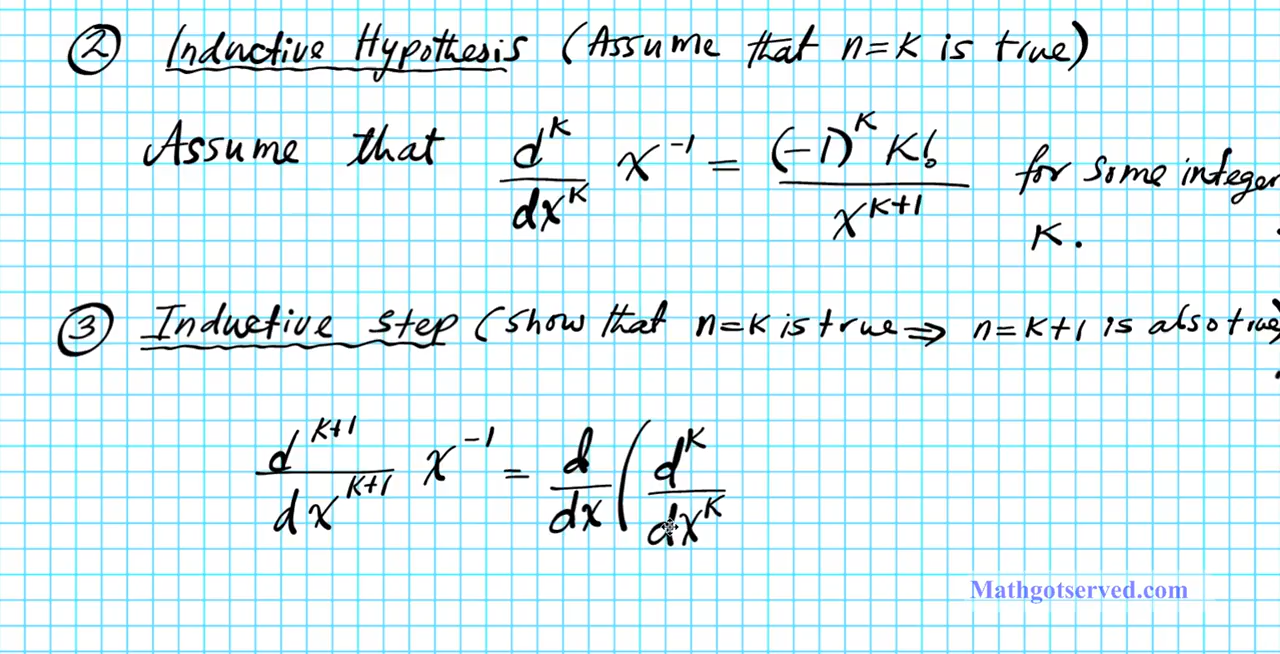 ② Inductive Hypothesis (Assume that n=k is true)
Assume that d^k/dx^k x^-1 = (-1)^k k!/x^(k+1) for some integer
k.
③ Inductive step (show that n=k is true ⇒ n=k+1 is also true)
d^(k+1)/dx^(k+1) x^-1 = d/dx ( d^k/dx^k
Mathgotserved.com